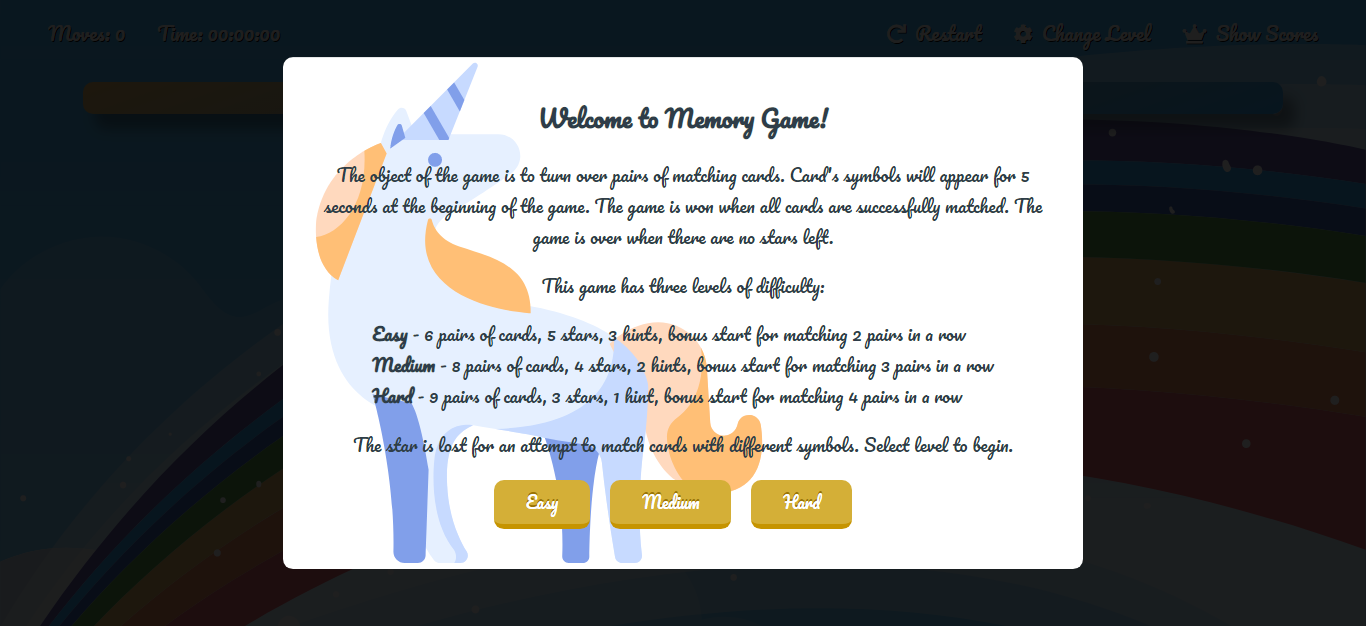 Moves: 0 Time: 00:00:00 Restart Change Level Show Scores
Welcome to Memory Game!
The object of the game is to turn over pairs of matching cards. Card's symbols will appear for 5
seconds at the beginning of the game. The game is won when all cards are successfully matched. The
game is over when there are no stars left.
This game has three levels of difficulty:
Easy - 6 pairs of cards, 5 stars, 3 hints, bonus start for matching 2 pairs in a row
Medium - 8 pairs of cards, 4 stars, 2 hints, bonus start for matching 3 pairs in a row
Hard - 9 pairs of cards, 3 stars, 1 hint, bonus start for matching 4 pairs in a row
The star is lost for an attempt to match cards with different symbols. Select level to begin.
Easy Medium Hard